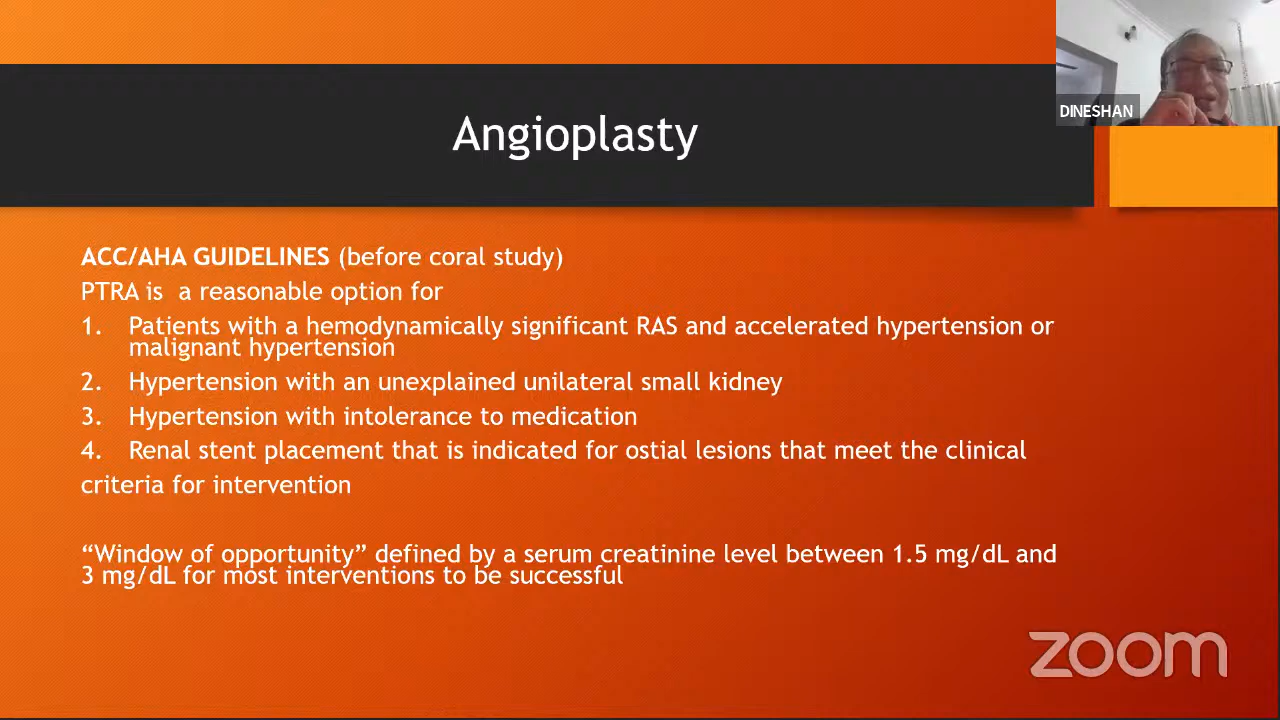 DINESHAN
Angioplasty
ACC/AHA GUIDELINES (before coral study)
PTRA is a reasonable option for
1. Patients with a hemodynamically significant RAS and accelerated hypertension or
malignant hypertension
2. Hypertension with an unexplained unilateral small kidney
3. Hypertension with intolerance to medication
4. Renal stent placement that is indicated for ostial lesions that meet the clinical
criteria for intervention
“Window of opportunity” defined by a serum creatinine level between 1.5 mg/dL and
3 mg/dL for most interventions to be successful
zoom